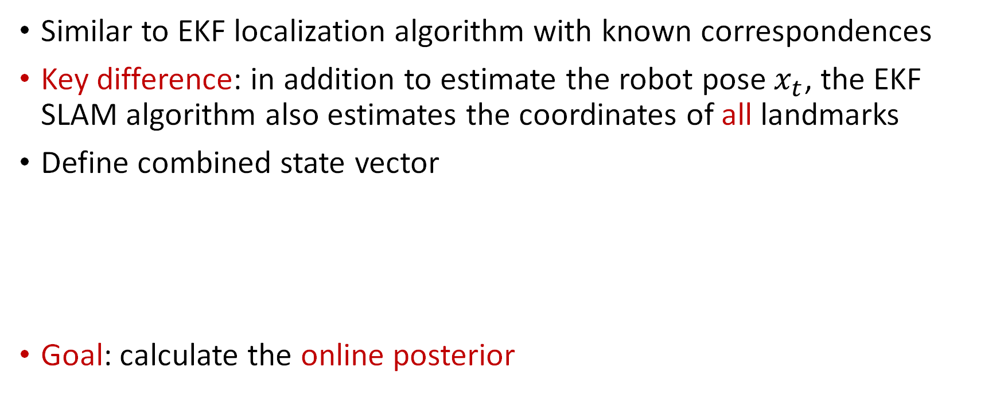 • Similar to EKF localization algorithm with known correspondences
• Key difference: in addition to estimate the robot pose 𝑥ₜ, the EKF
SLAM algorithm also estimates the coordinates of all landmarks
• Define combined state vector
• Goal: calculate the online posterior